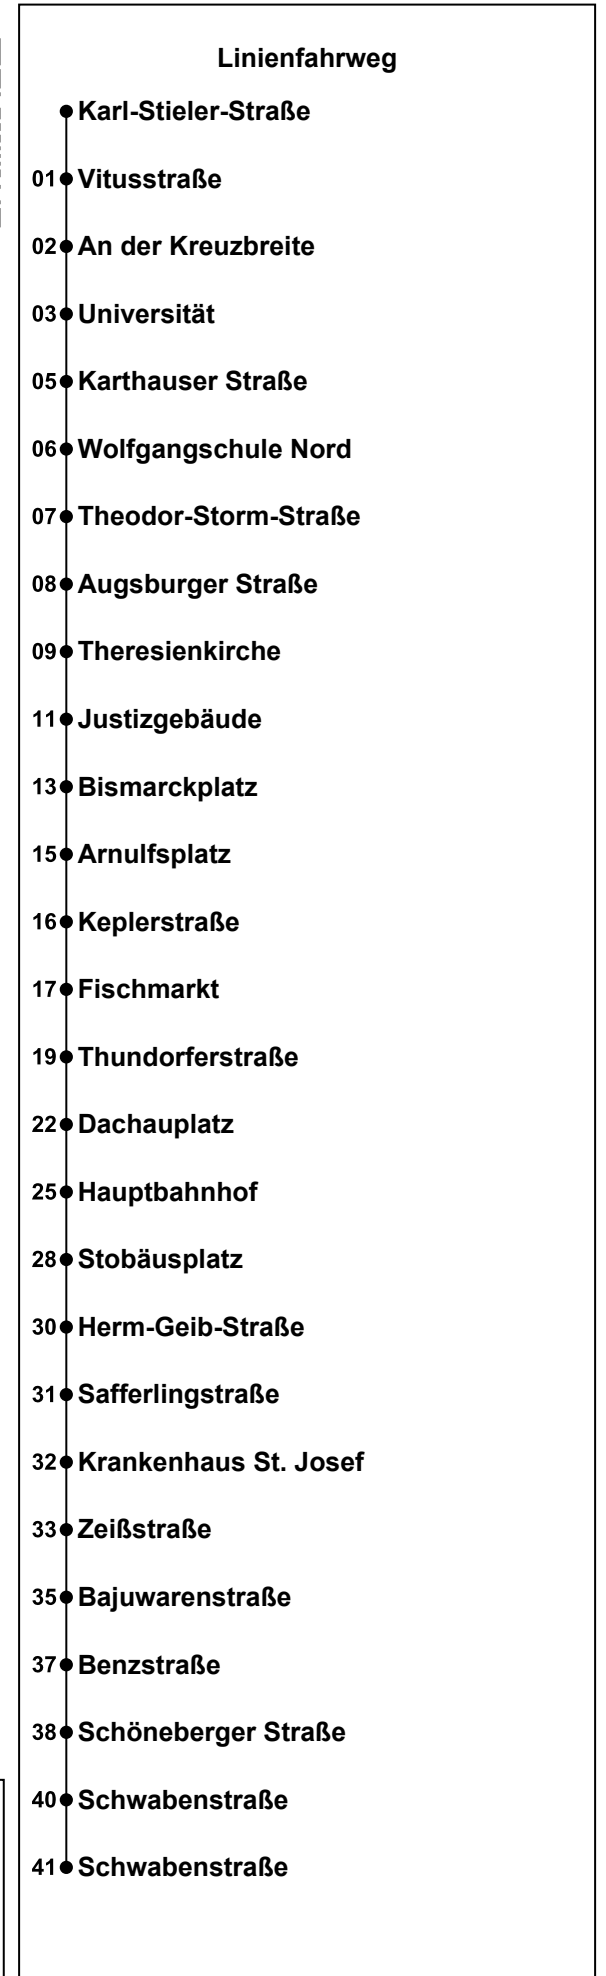 Linienfahrweg
Karl-Stieler-Straße
01 Vitusstraße
02 An der Kreuzbreite
03 Universität
05 Karthauser Straße
06 Wolfgangschule Nord
07 Theodor-Storm-Straße
08 Augsburger Straße
09 Theresienkirche
11 Justizgebäude
13 Bismarckplatz
15 Arnulfsplatz
16 Keplerstraße
17 Fischmarkt
19 Thundorferstraße
22 Dachauplatz
25 Hauptbahnhof
28 Stobäusplatz
30 Herm-Geib-Straße
31 Safferlingstraße
32 Krankenhaus St. Josef
33 Zeißstraße
35 Bajuwarenstraße
37 Benzstraße
38 Schöneberger Straße
40 Schwabenstraße
41 Schwabenstraße